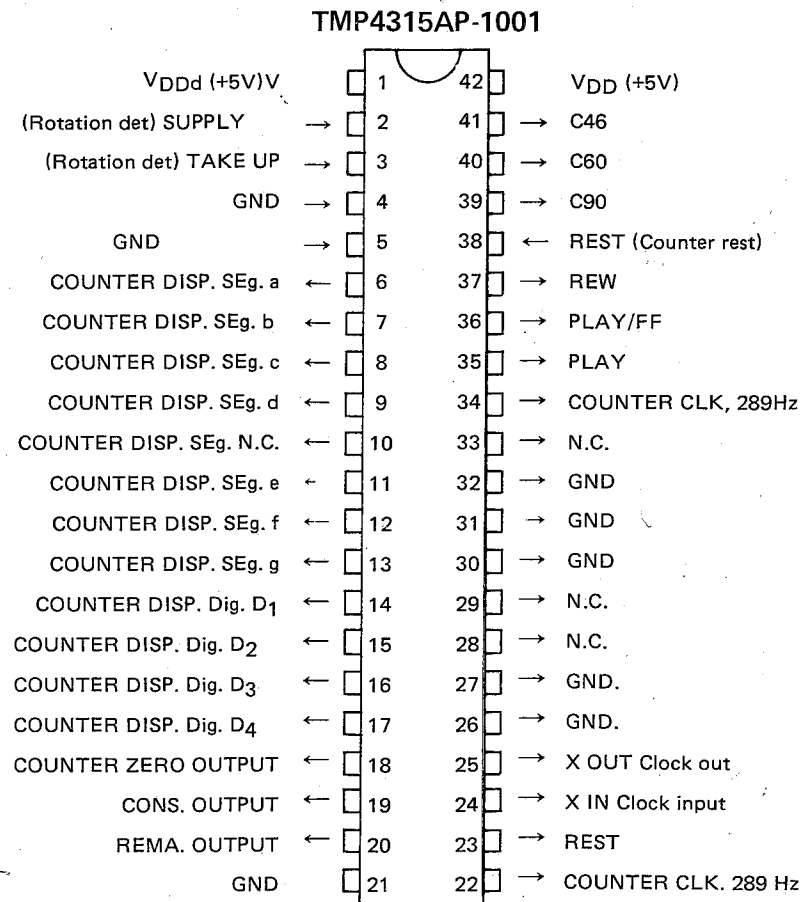 TMP4315AP-1001
VDDd (+5V)V 1 42 VDD (+5V)
(Rotation det) SUPPLY → 2 41 → C46
(Rotation det) TAKE UP → 3 40 → C60
GND → 4 39 → C90
GND → 5 38 ← REST (Counter rest)
COUNTER DISP. SEg. a ← 6 37 → REW
COUNTER DISP. SEg. b ← 7 36 → PLAY/FF
COUNTER DISP. SEg. c ← 8 35 → PLAY
COUNTER DISP. SEg. d ← 9 34 → COUNTER CLK, 289Hz
COUNTER DISP. SEg. N.C. ← 10 33 → N.C.
COUNTER DISP. SEg. e ← 11 32 → GND
COUNTER DISP. SEg. f ← 12 31 → GND
COUNTER DISP. SEg. g ← 13 30 → GND
COUNTER DISP. Dig. D1 ← 14 29 → N.C.
COUNTER DISP. Dig. D2 ← 15 28 → N.C.
COUNTER DISP. Dig. D3 ← 16 27 → GND.
COUNTER DISP. Dig. D4 ← 17 26 → GND.
COUNTER ZERO OUTPUT ← 18 25 → X OUT Clock out
CONS. OUTPUT ← 19 24 → X IN Clock input
REMA. OUTPUT ← 20 23 → REST
GND 21 22 → COUNTER CLK. 289 Hz